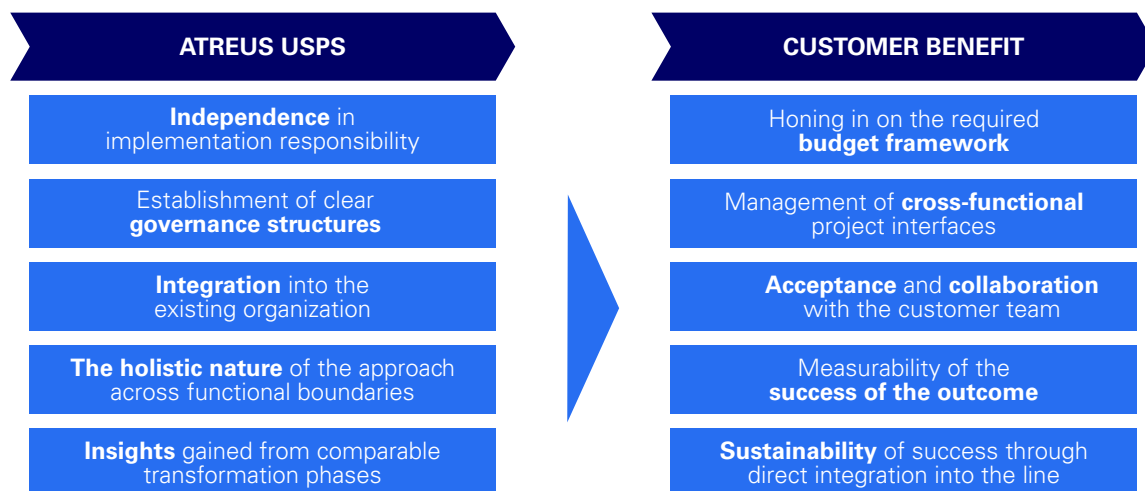 ATREUS USPS
Independence in
implementation responsibility
Establishment of clear
governance structures
Integration into the
existing organization
The holistic nature of the approach
across functional boundaries
Insights gained from comparable
transformation phases
CUSTOMER BENEFIT
Honing in on the required
budget framework
Management of cross-functional
project interfaces
Acceptance and collaboration
with the customer team
Measurability of the
success of the outcome
Sustainability of success through
direct integration into the line